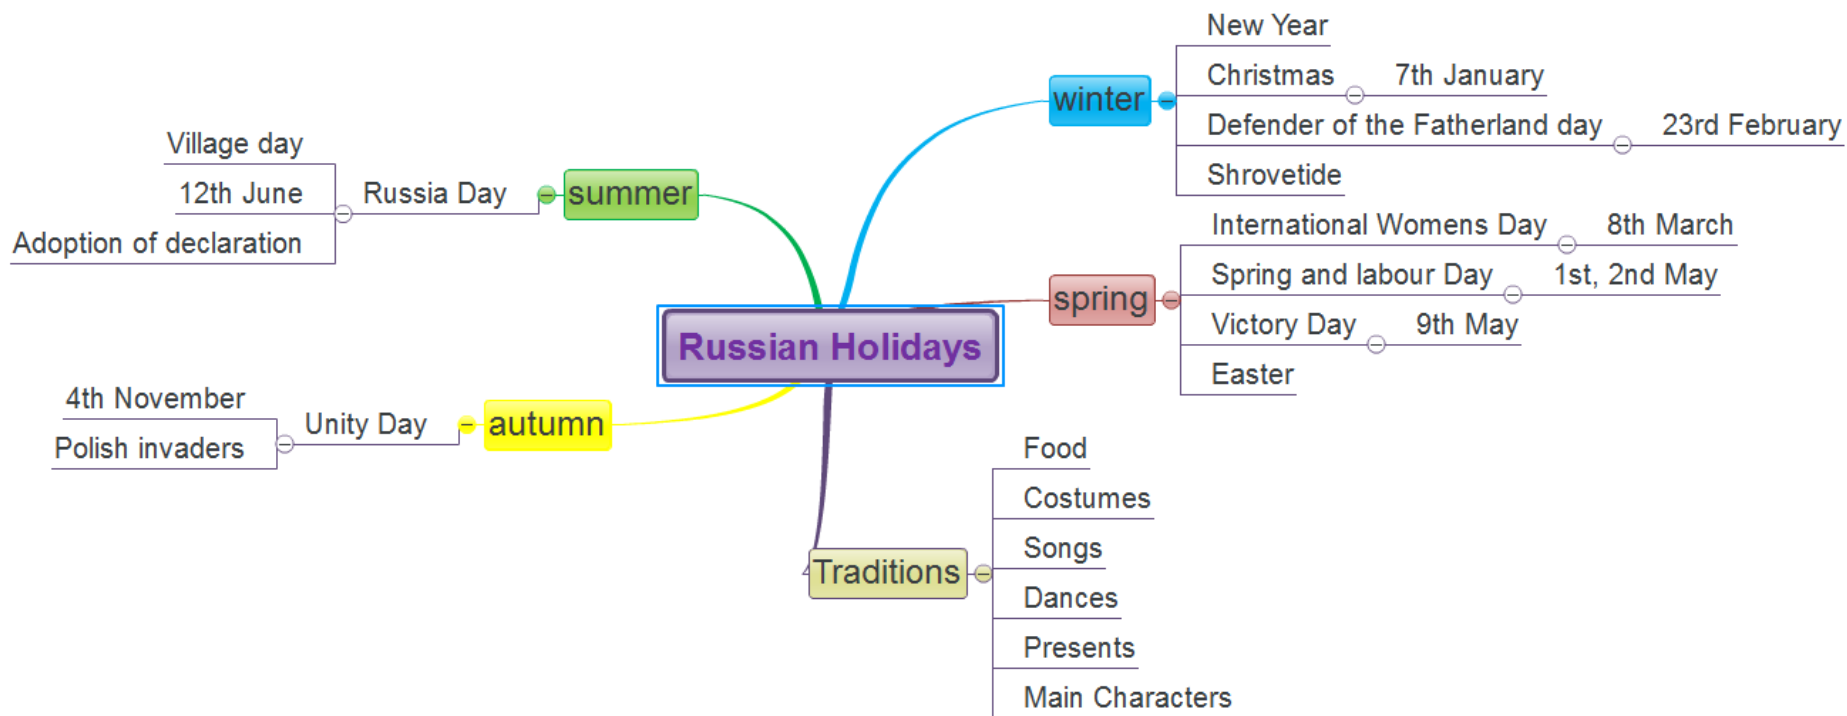 Russian Holidays
winter
New Year
Christmas
7th January
Defender of the Fatherland day
23rd February
Shrovetide
spring
International Womens Day
8th March
Spring and labour Day
1st, 2nd May
Victory Day
9th May
Easter
summer
Russia Day
Village day
12th June
Adoption of declaration
autumn
Unity Day
4th November
Polish invaders
Traditions
Food
Costumes
Songs
Dances
Presents
Main Characters